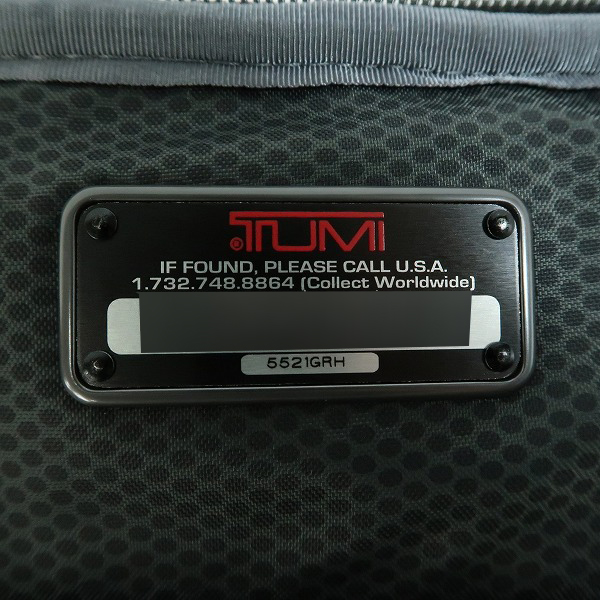 ®TUMI
IF FOUND, PLEASE CALL U.S.A.
1.732.748.8864 (Collect Worldwide)
5521GRH